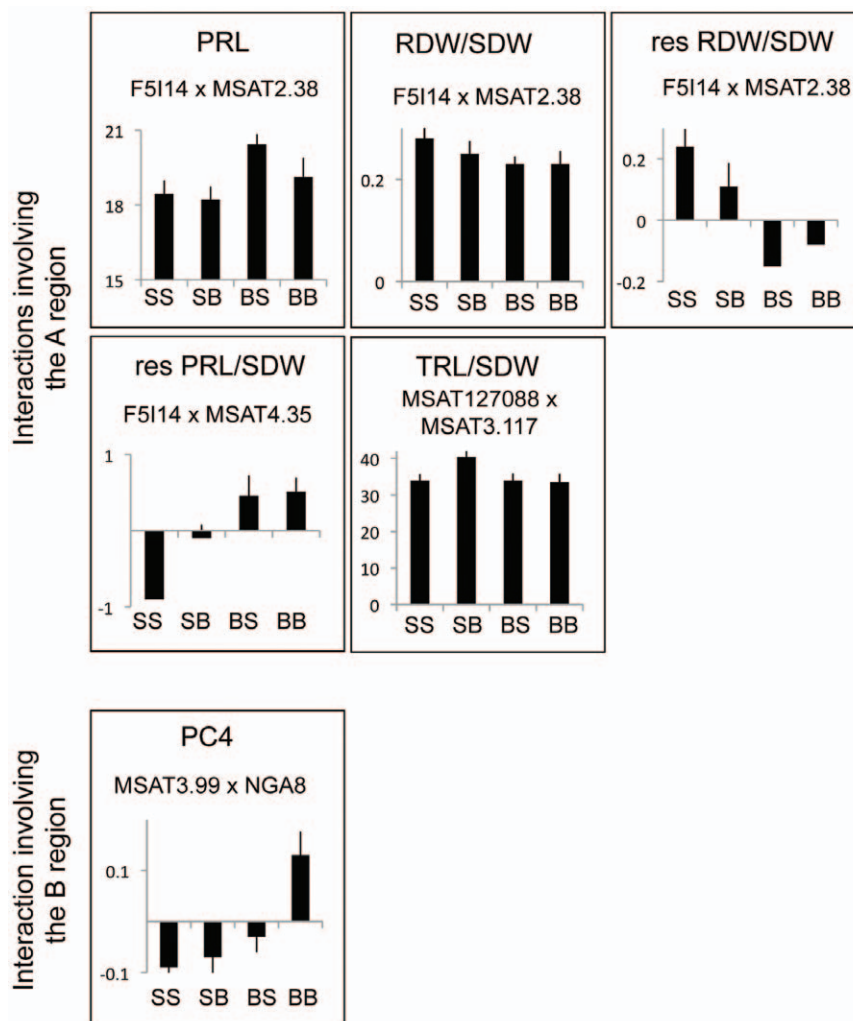 Interactions involving
the A region
PRL
F5I14 x MSAT2.38
21
18
15
SS SB BS BB
RDW/SDW
F5I14 x MSAT2.38
0.2
0
SS SB BS BB
res RDW/SDW
F5I14 x MSAT2.38
0.2
0
-0.2
SS SB BS BB
res PRL/SDW
F5I14 x MSAT4.35
1
-1
SS SB BS BB
TRL/SDW
MSAT127088 x
MSAT3.117
40
30
20
10
0
SS SB BS BB
Interaction involving
the B region
PC4
MSAT3.99 x NGA8
0.1
-0.1
SS SB BS BB